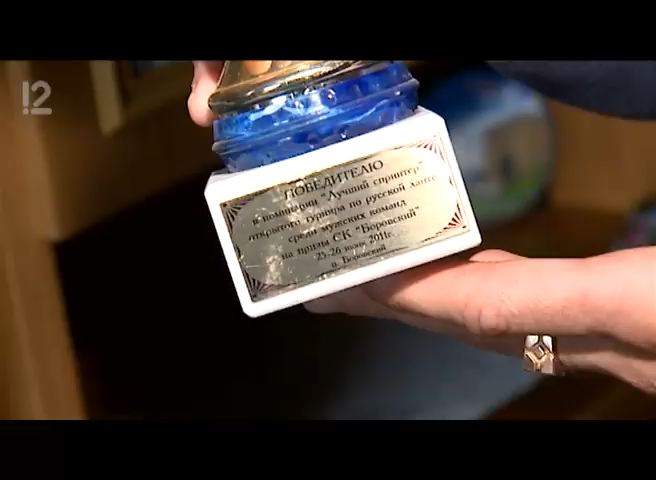 12
ПОБЕДИТЕЛЮ
в номинации "Лучший спринтер"
открытого турнира по русской лапте
среди мужских команд
на призы СК "Боровский"
25-26 июня 2011г.
п. Боровский